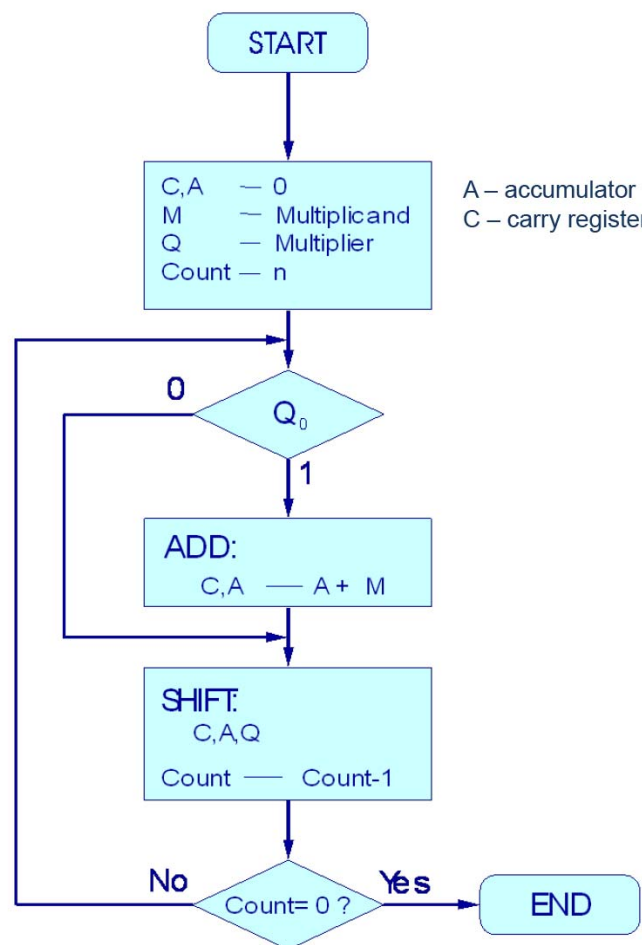 START
C,A — 0
M — Multiplicand
Q — Multiplier
Count — n
A – accumulator
C – carry register
0
Q₀
1
ADD:
C,A — A + M
SHIFT:
C,A,Q
Count — Count-1
No
Count= 0 ?
Yes
END